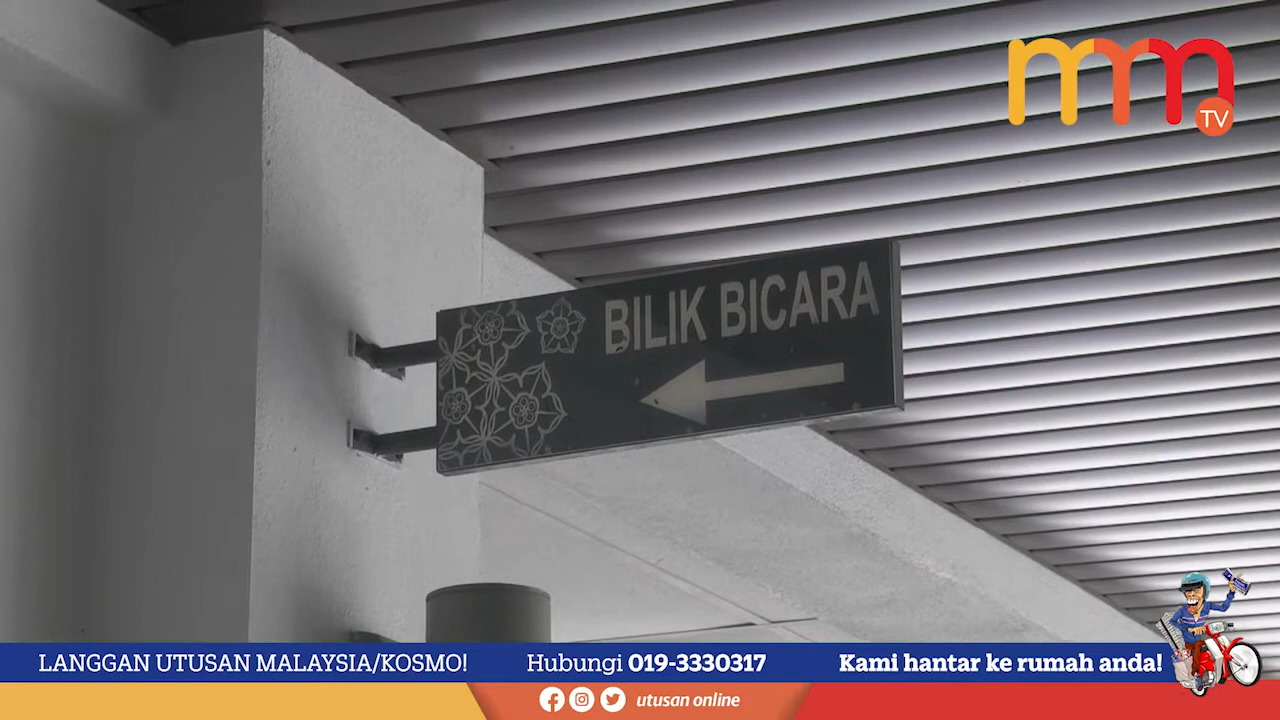 mm
TV
BILIK BICARA
LANGGAN UTUSAN MALAYSIA/KOSMO! Hubungi 019-3330317 Kami hantar ke rumah anda!
utusan online